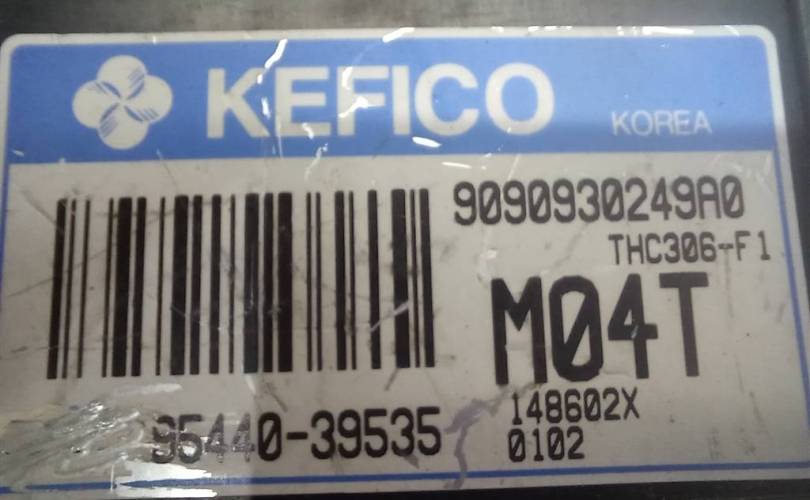 KEFICO
KOREA
9090930249A0
THC306-F1
M04T
148602X
95440-39535
0102